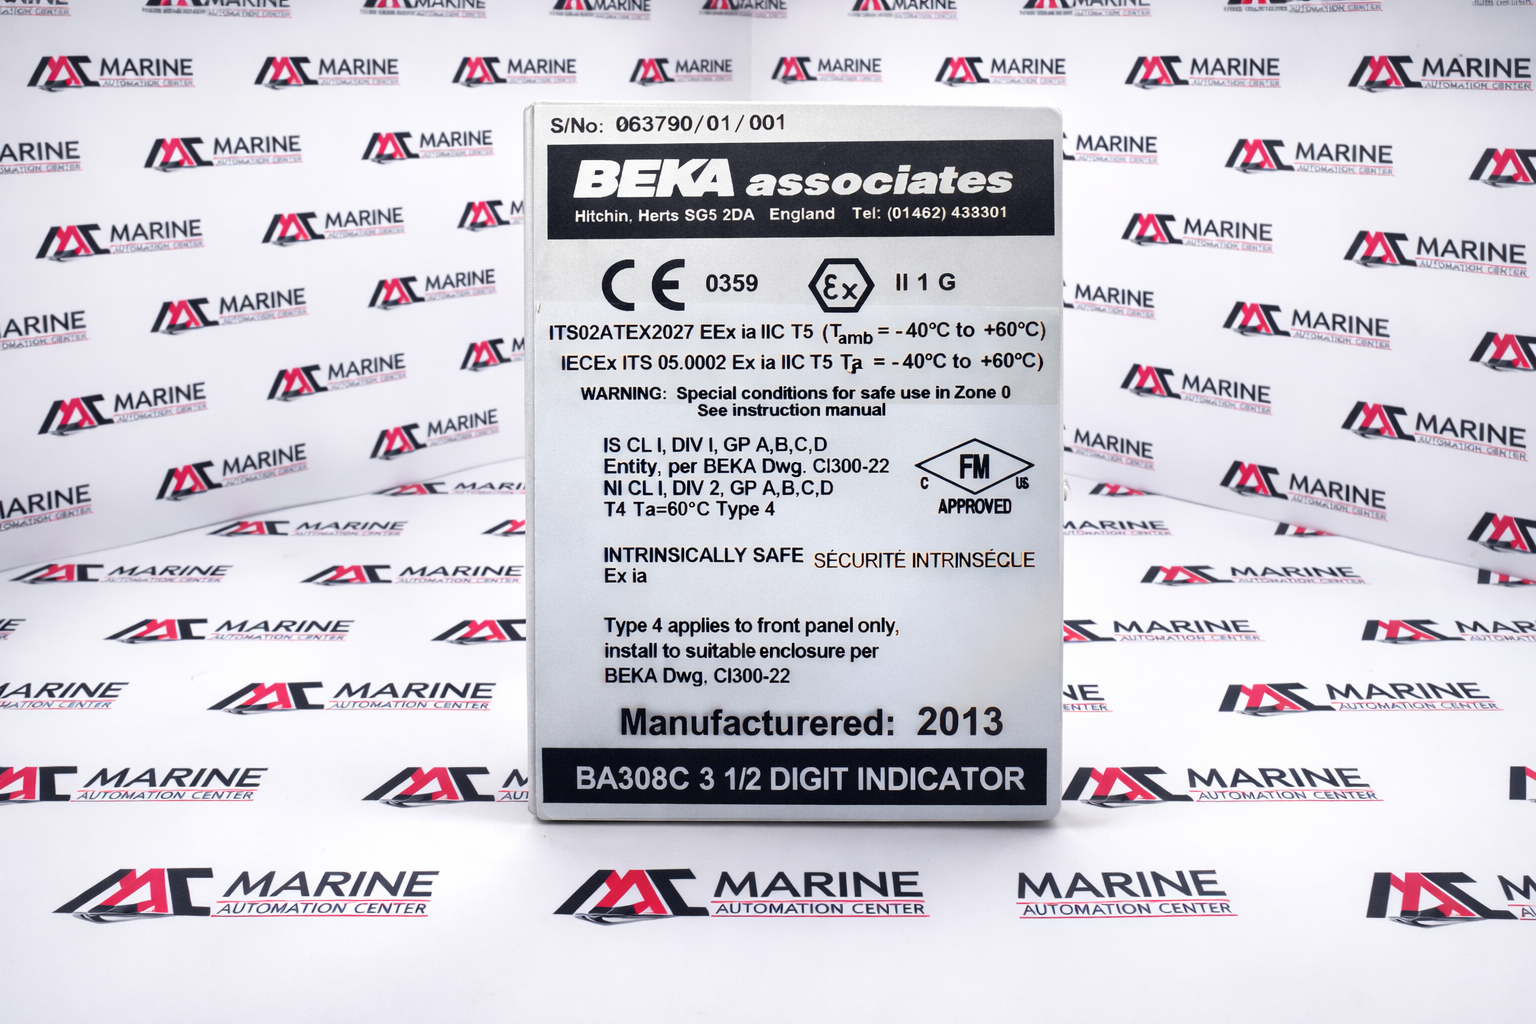 S/No: 063790/01/001
BEKA associates
Hitchin, Herts SG5 2DA England Tel: (01462) 433301
CE 0359 Ex II 1 G
ITS02ATEX2027 EEx ia IIC T5 (Tamb = -40°C to +60°C)
IECEx ITS 05.0002 Ex ia IIC T5 Ta = -40°C to +60°C)
WARNING: Special conditions for safe use in Zone 0
See instruction manual
IS CL I, DIV I, GP A,B,C,D
Entity, per BEKA Dwg. CI300-22
NI CL I, DIV 2, GP A,B,C,D
T4 Ta=60°C Type 4
FM
C US
APPROVED
INTRINSICALLY SAFE SÉCURITÉ INTRINSÉGLE
Ex ia
Type 4 applies to front panel only,
install to suitable enclosure per
BEKA Dwg, CI300-22
Manufacturered: 2013
BA308C 3 1/2 DIGIT INDICATOR
MARINE
AUTOMATION CENTER